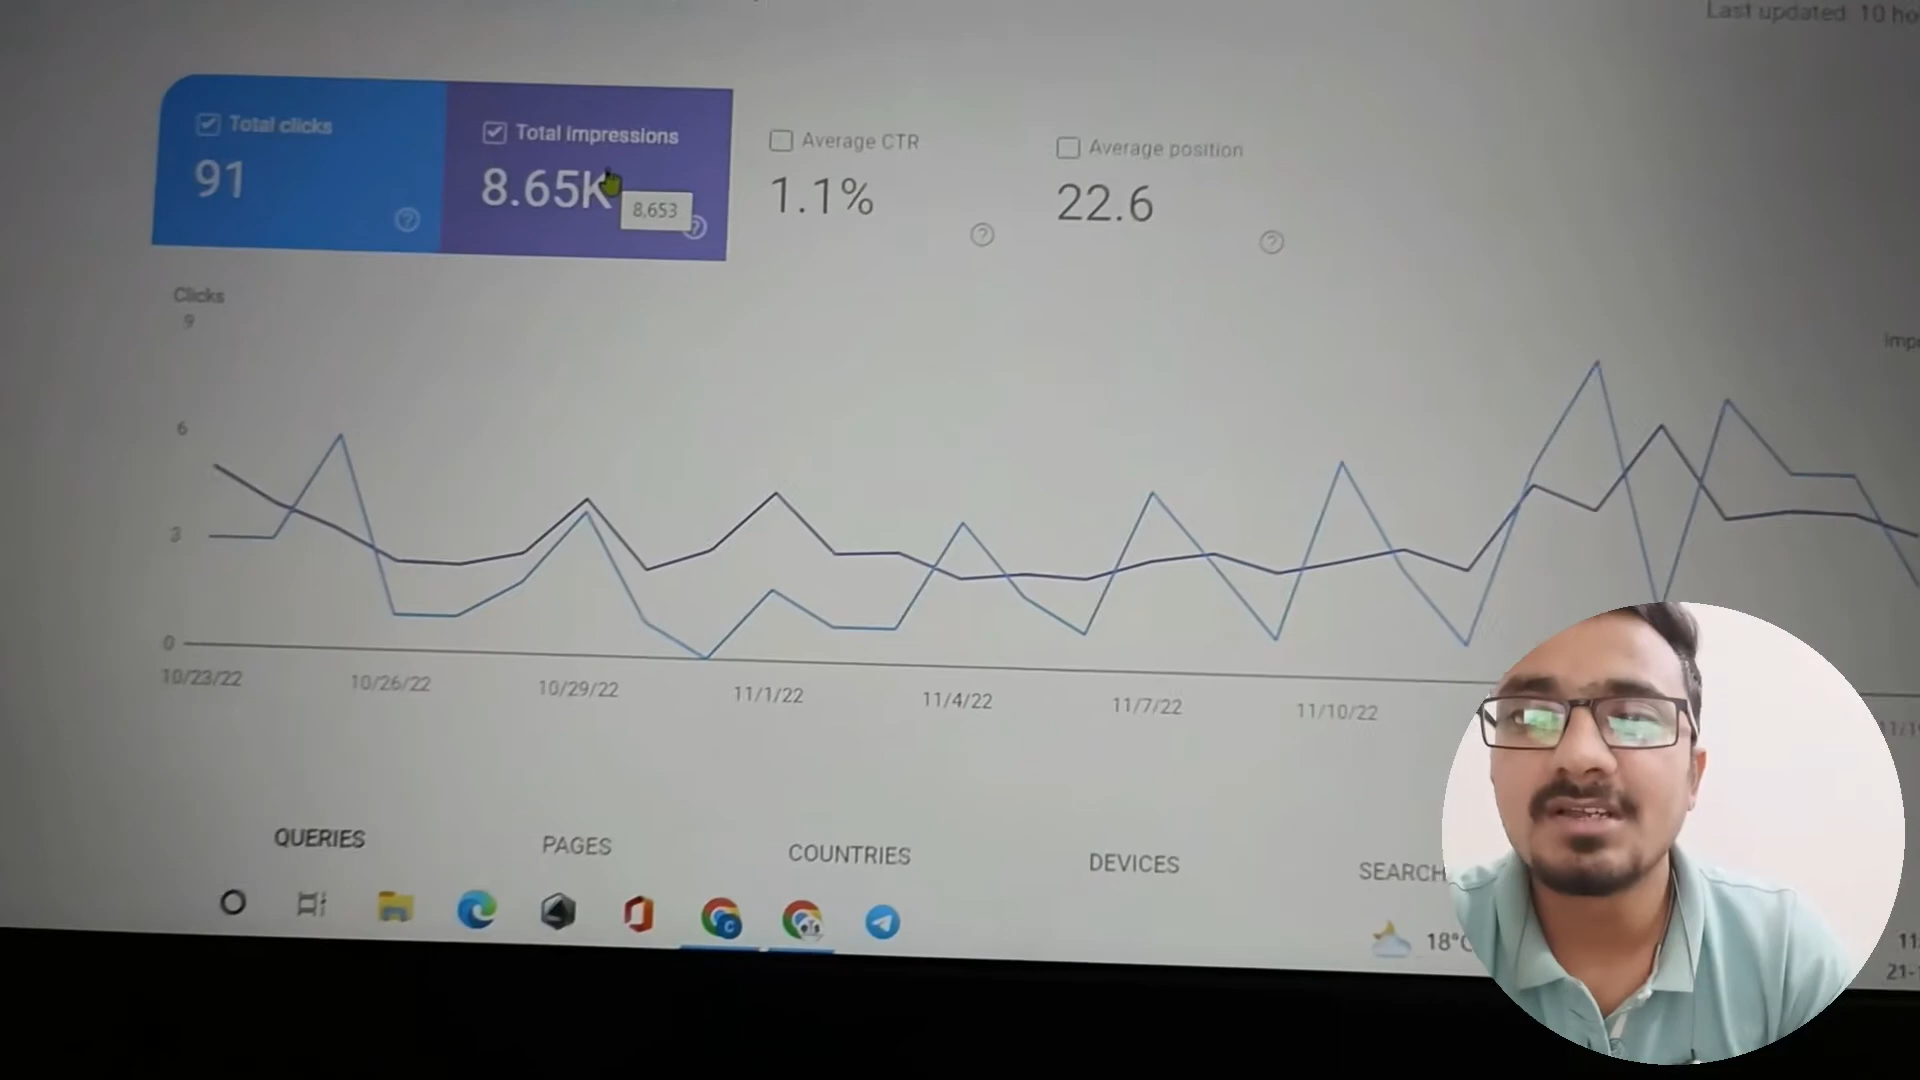 Last updated: 10 ho
Total clicks
91
Total impressions
8.65K
8,653
Average CTR
1.1%
Average position
22.6
Clicks
9
6
3
0
10/23/22
10/26/22
10/29/22
11/1/22
11/4/22
11/7/22
11/10/22
QUERIES
PAGES
COUNTRIES
DEVICES
SEARCH
18°C